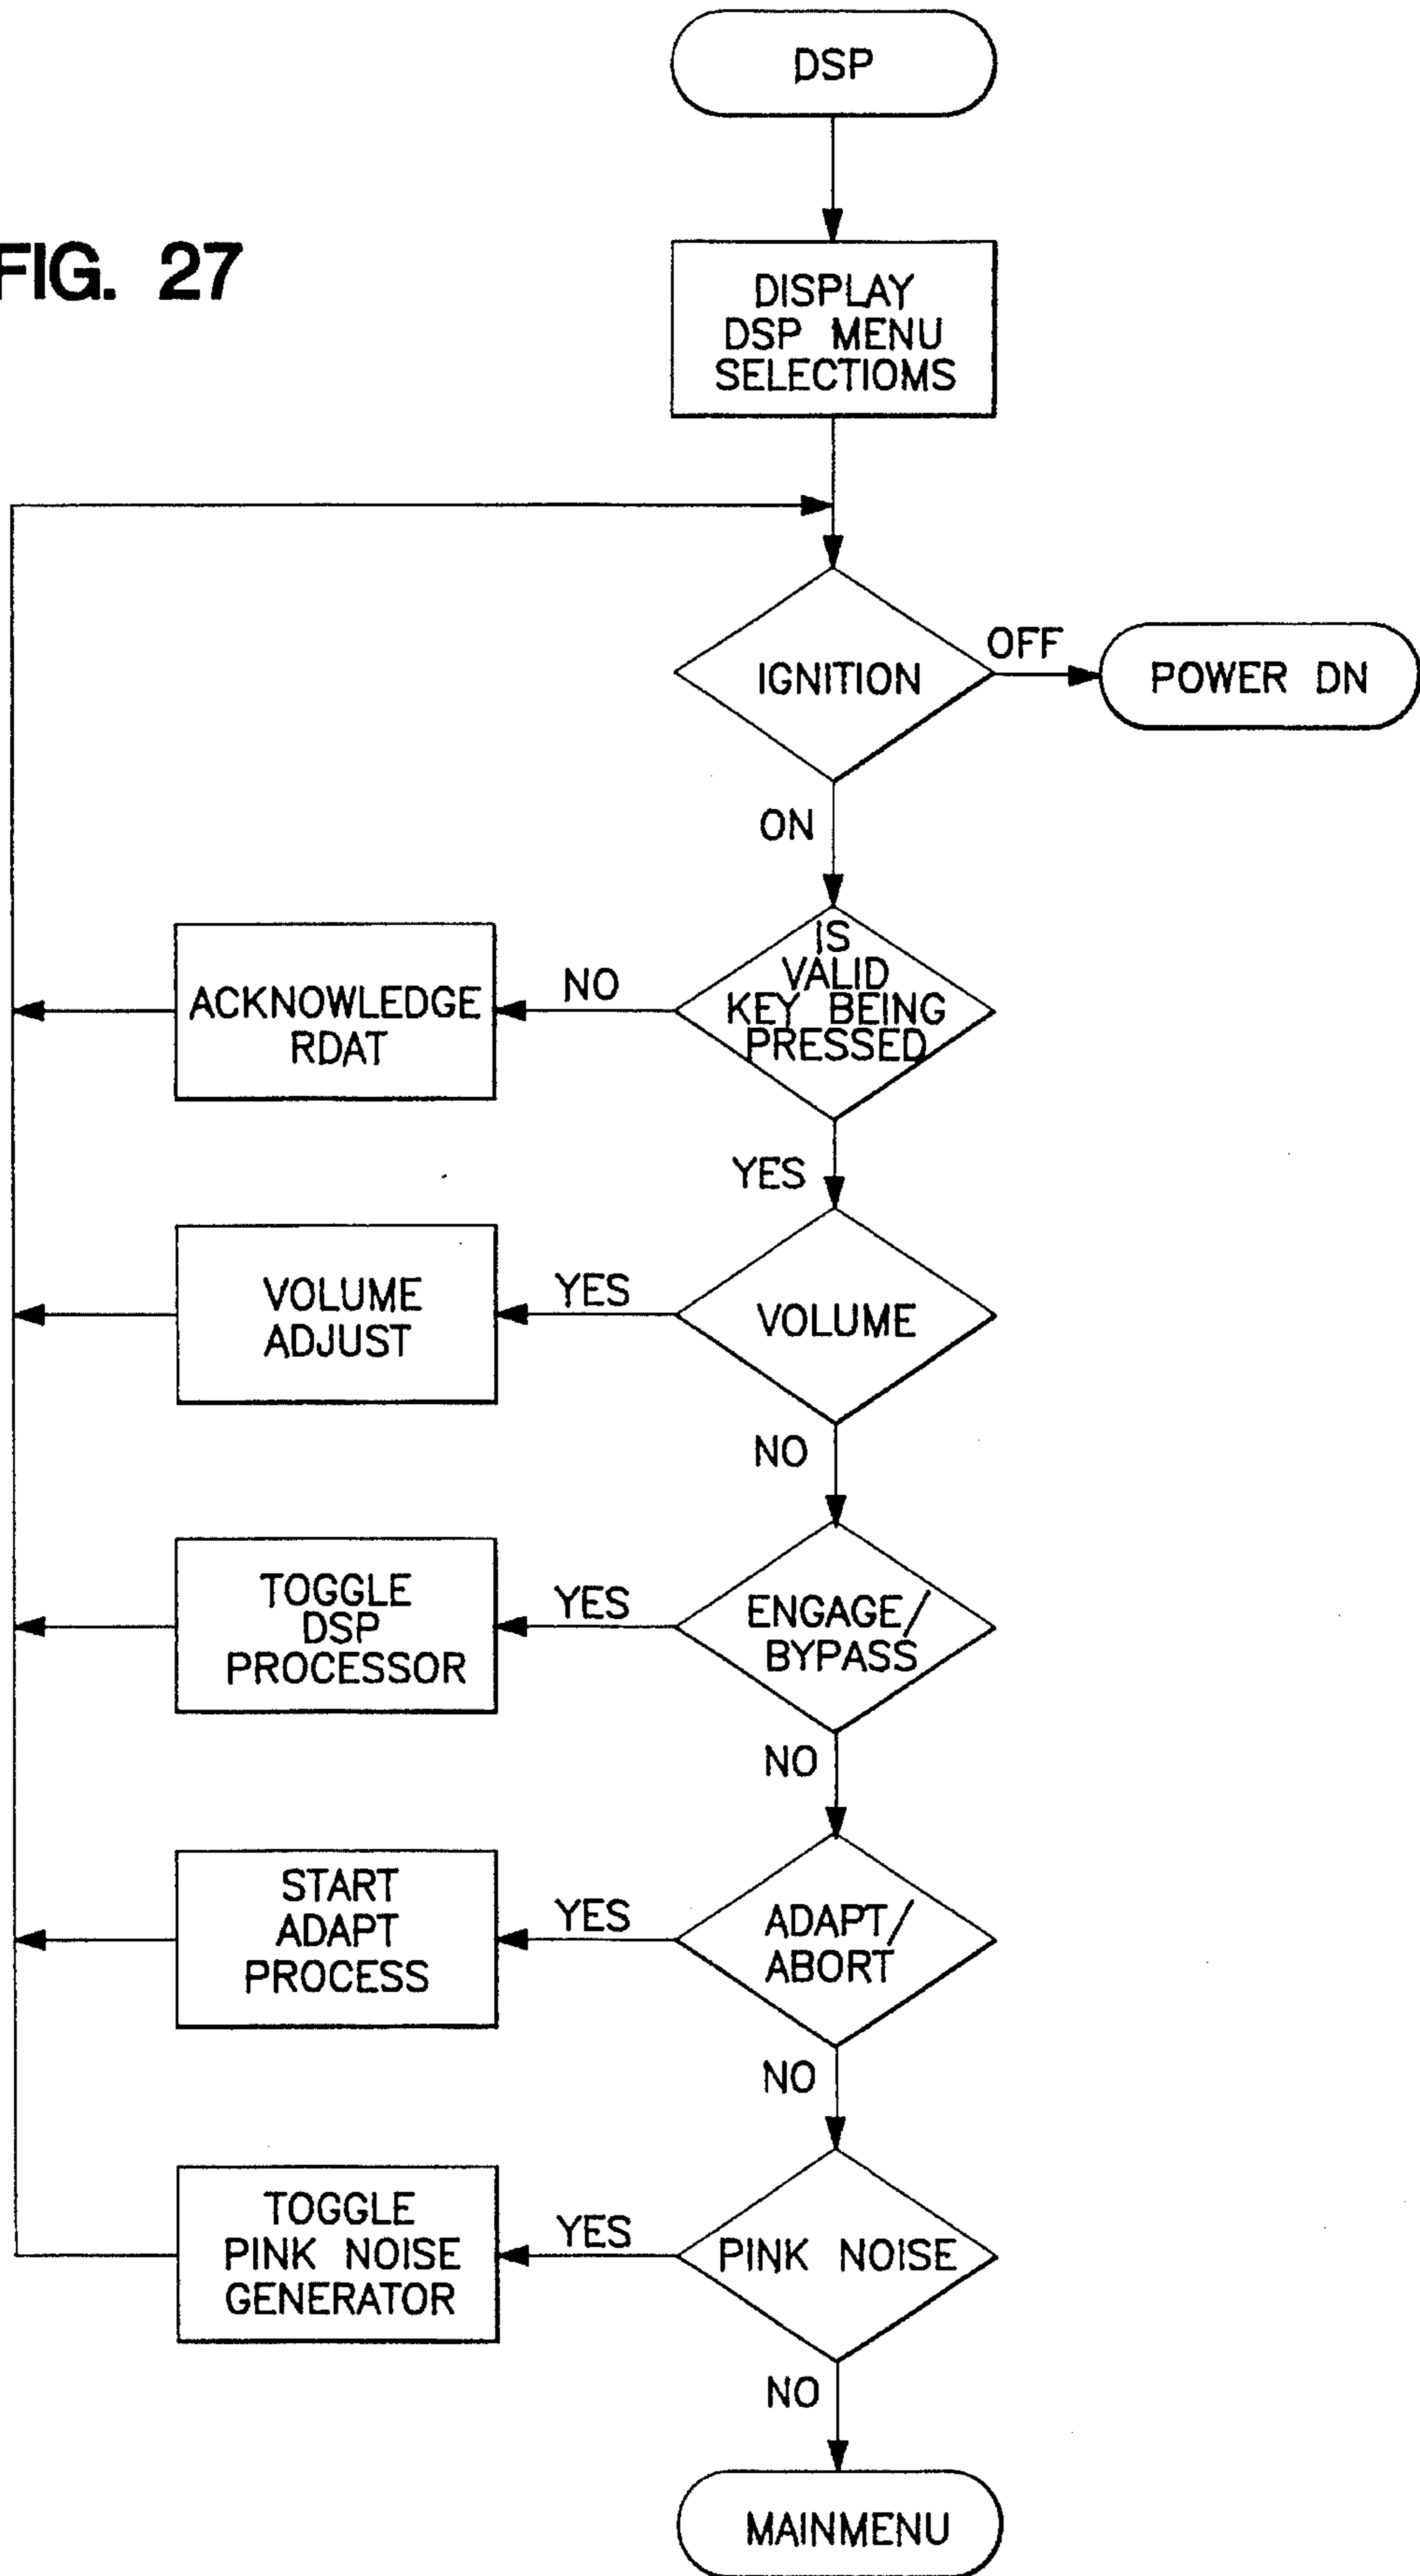 DSP
FIG. 27
DISPLAY
DSP MENU
SELECTIOMS
IGNITION
OFF
POWER DN
ON
IS
VALID
KEY BEING
PRESSED
NO
ACKNOWLEDGE
RDAT
YES
VOLUME
YES
VOLUME
ADJUST
NO
ENGAGE/
BYPASS/
YES
TOGGLE
DSP
PROCESSOR
NO
ADAPT/
ABORT/
YES
START
ADAPT
PROCESS
NO
PINK NOISE
YES
TOGGLE
PINK NOISE
GENERATOR
NO
MAINMENU